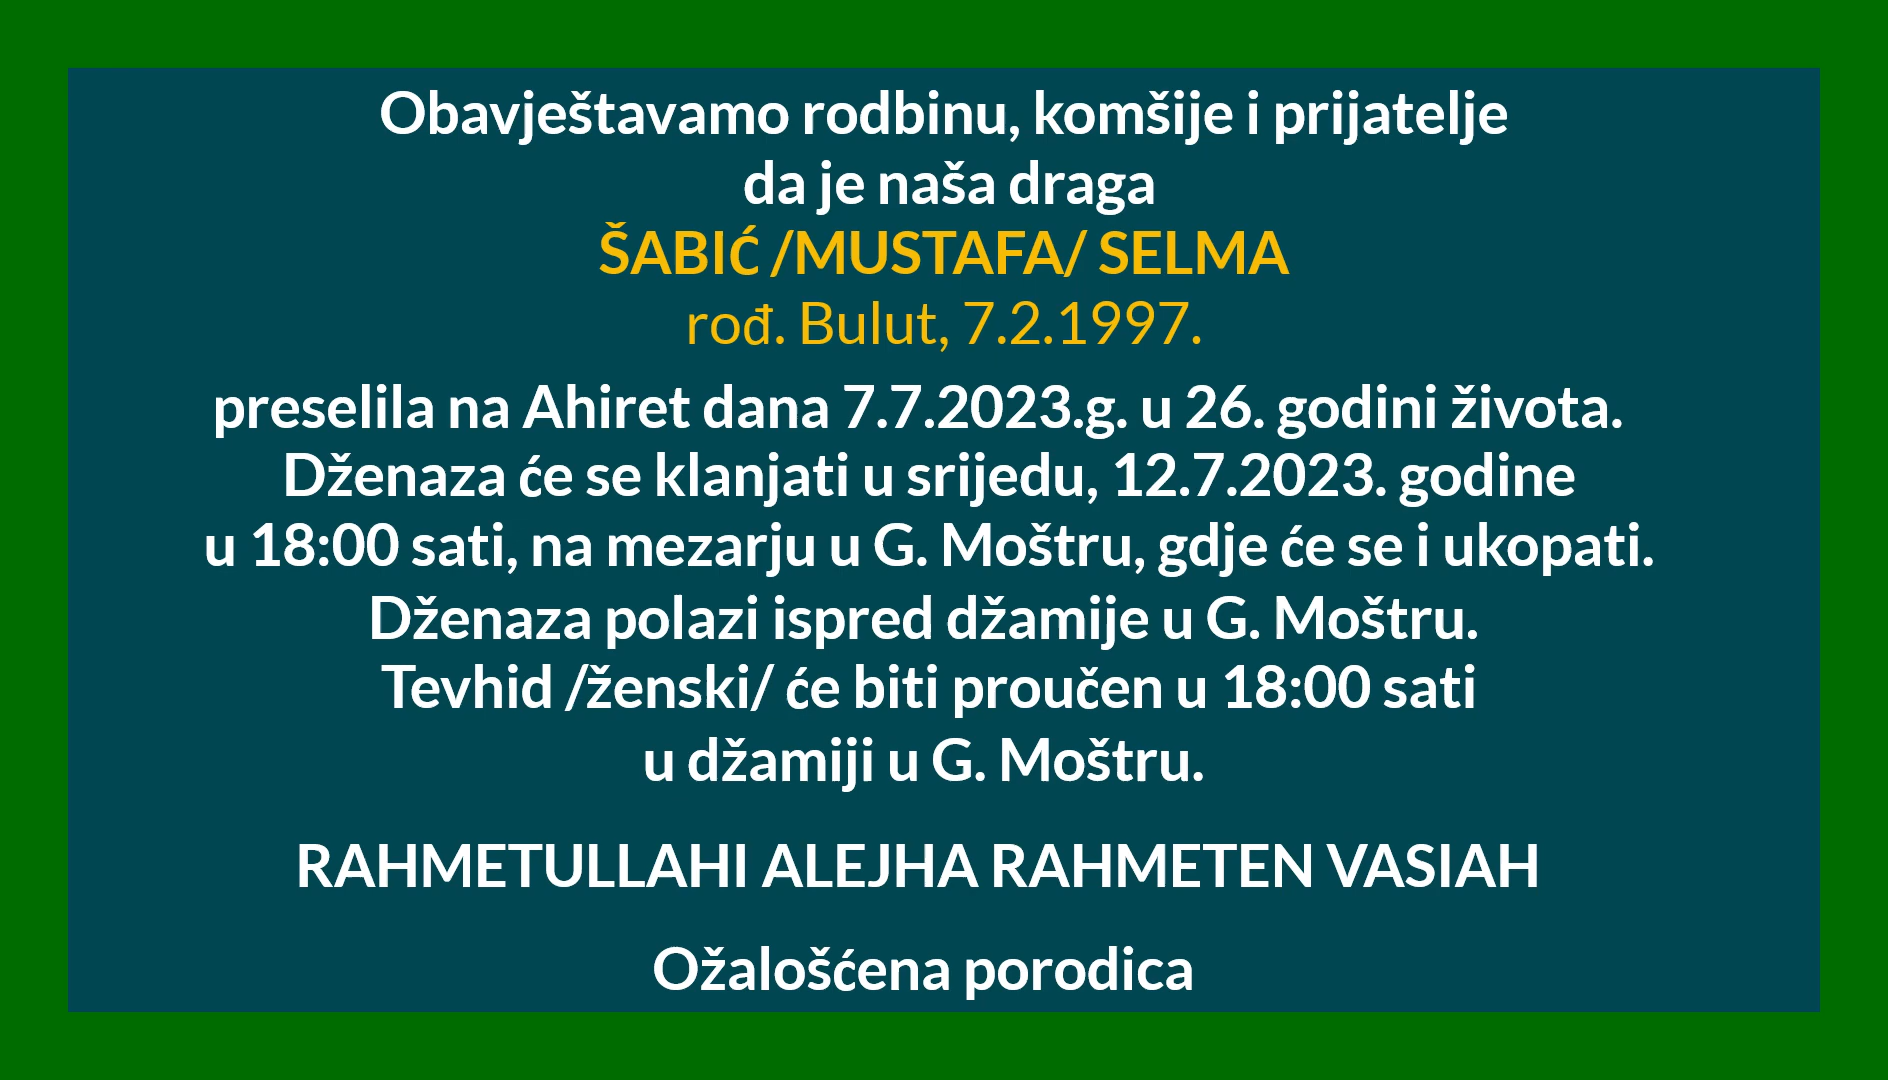 Obavještavamo rodbinu, komšije i prijatelje
da je naša draga
ŠABIĆ /MUSTAFA/ SELMA
rođ. Bulut, 7.2.1997.
preselila na Ahiret dana 7.7.2023.g. u 26. godini života.
Dženaza će se klanjati u srijedu, 12.7.2023. godine
u 18:00 sati, na mezarju u G. Moštru, gdje će se i ukopati.
Dženaza polazi ispred džamije u G. Moštru.
Tevhid /ženski/ će biti proučen u 18:00 sati
u džamiji u G. Moštru.
RAHMETULLAHI ALEJHA RAHMETEN VASIAH
Ožalošćena porodica